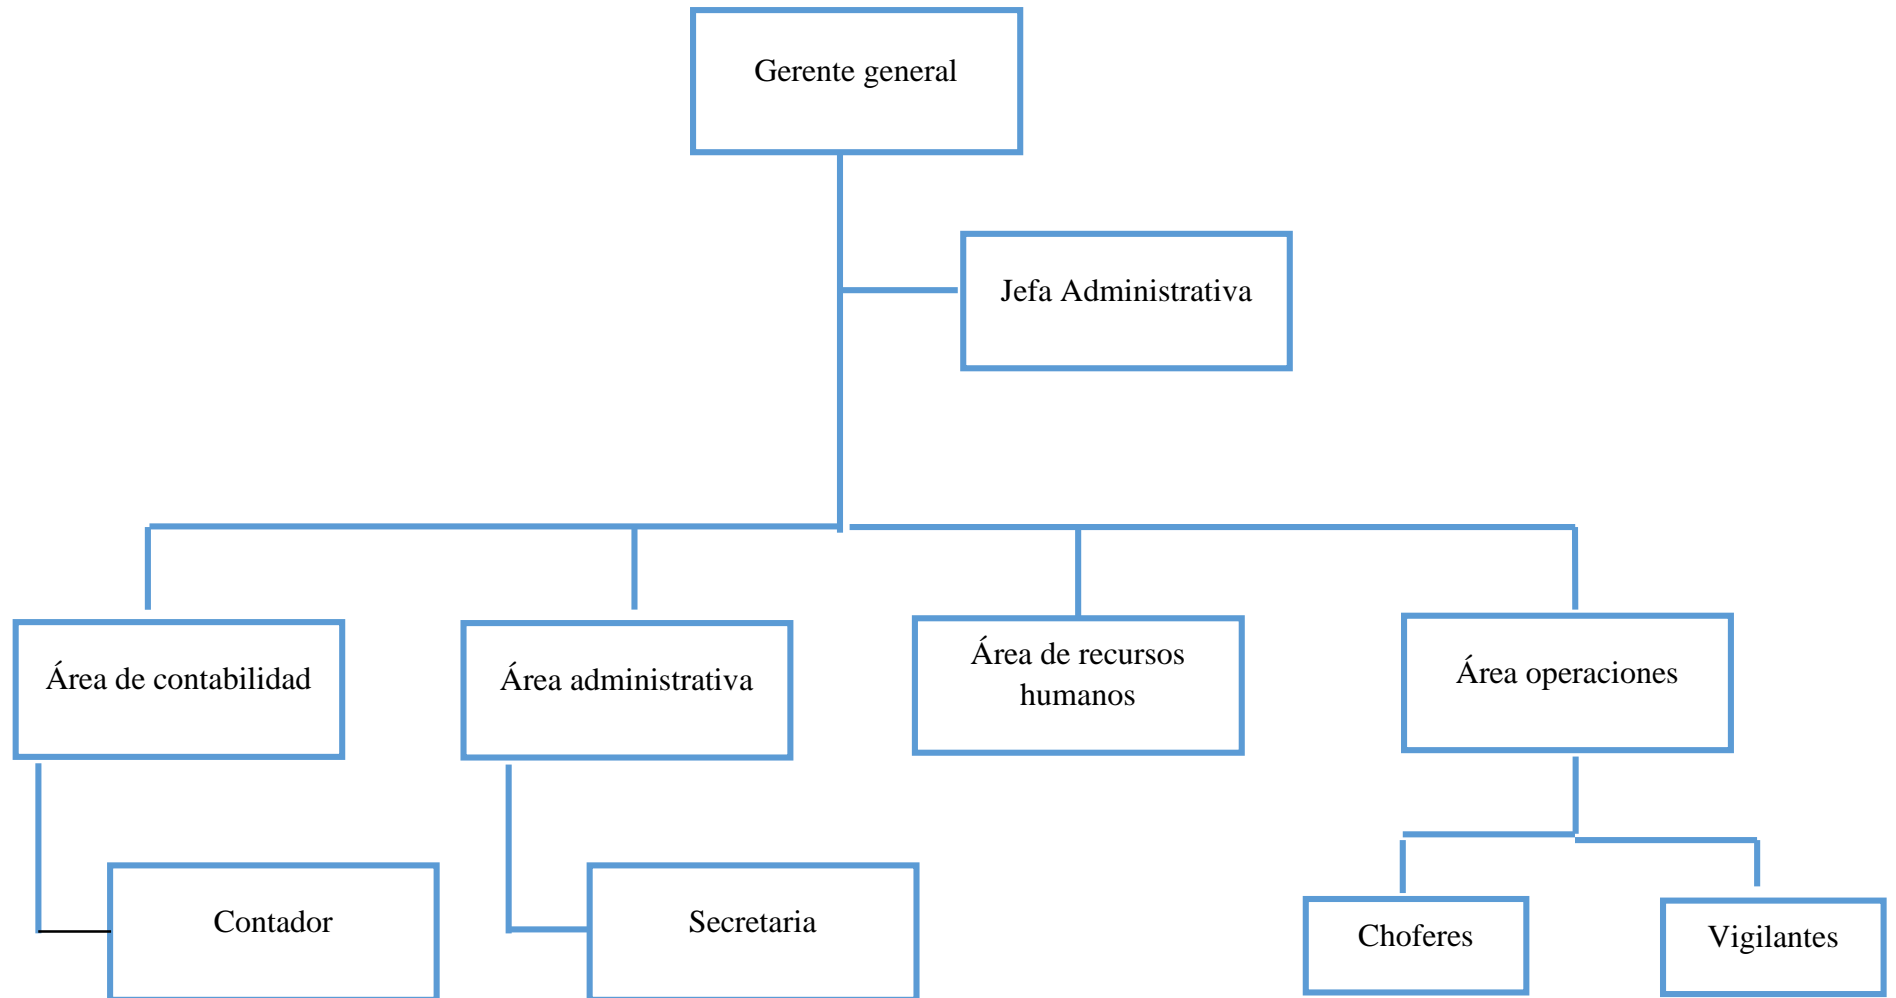 Gerente general
Jefa Administrativa
Área de contabilidad
Área administrativa
Área de recursos
humanos
Área operaciones
Contador
Secretaria
Choferes
Vigilantes